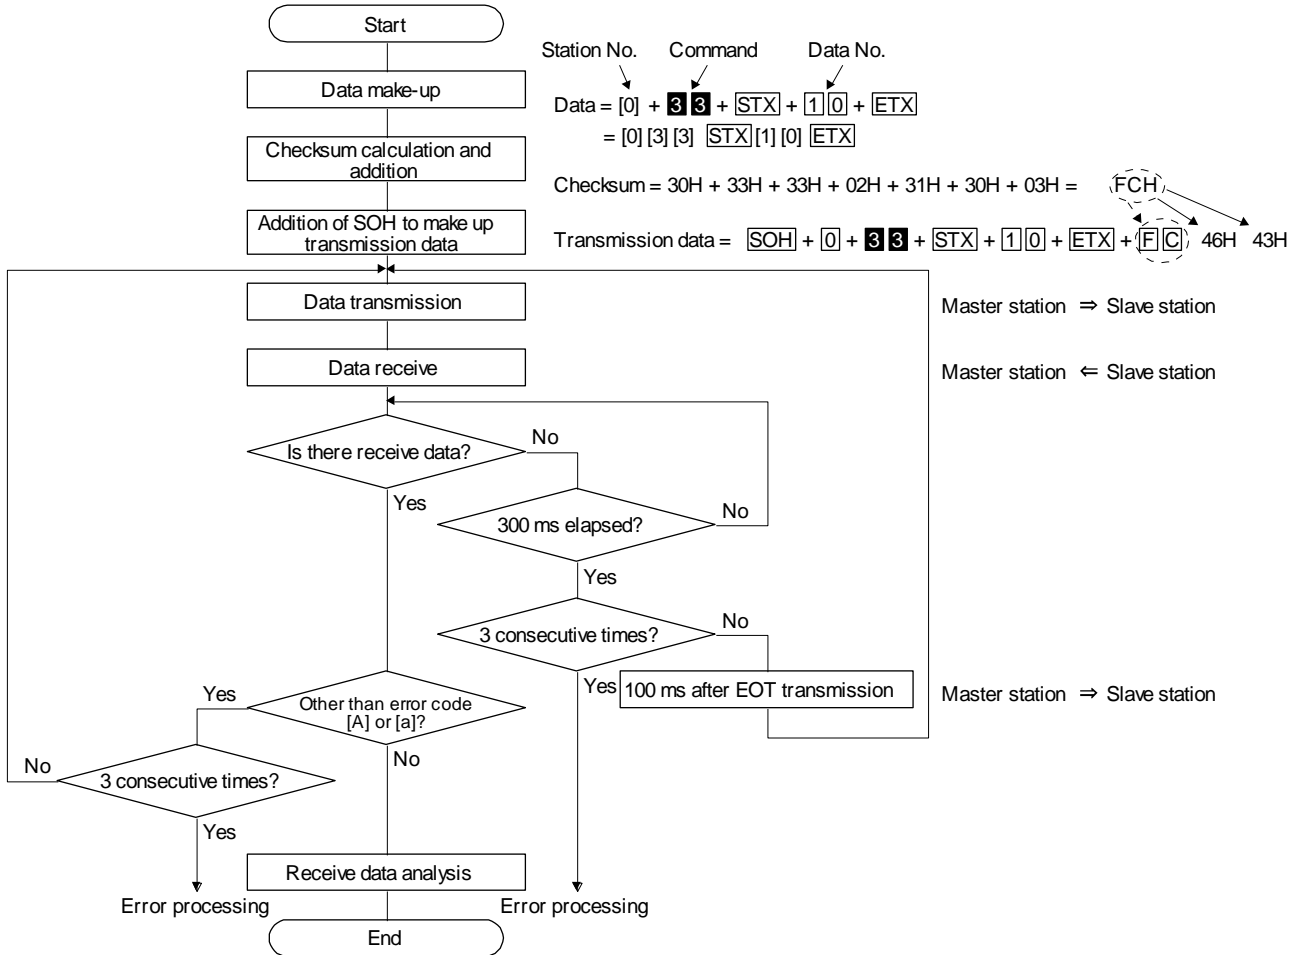 Start
Station No. Command Data No.
Data make-up
Data = [0] + 3 3 + STX + 1 0 + ETX
= [0] [3] [3] STX [1] [0] ETX
Checksum calculation and
addition
Checksum = 30H + 33H + 33H + 02H + 31H + 30H + 03H = FCH
Addition of SOH to make up
transmission data
Transmission data = SOH + 0 + 3 3 + STX + 1 0 + ETX + F C 46H 43H
Data transmission
Master station ⇒ Slave station
Data receive
Master station ⇐ Slave station
Is there receive data?
No
Yes
300 ms elapsed?
No
Yes
3 consecutive times?
No
Yes
100 ms after EOT transmission
Master station ⇒ Slave station
Other than error code
[A] or [a]?
Yes
No
3 consecutive times?
No
Yes
Receive data analysis
Error processing
Error processing
End